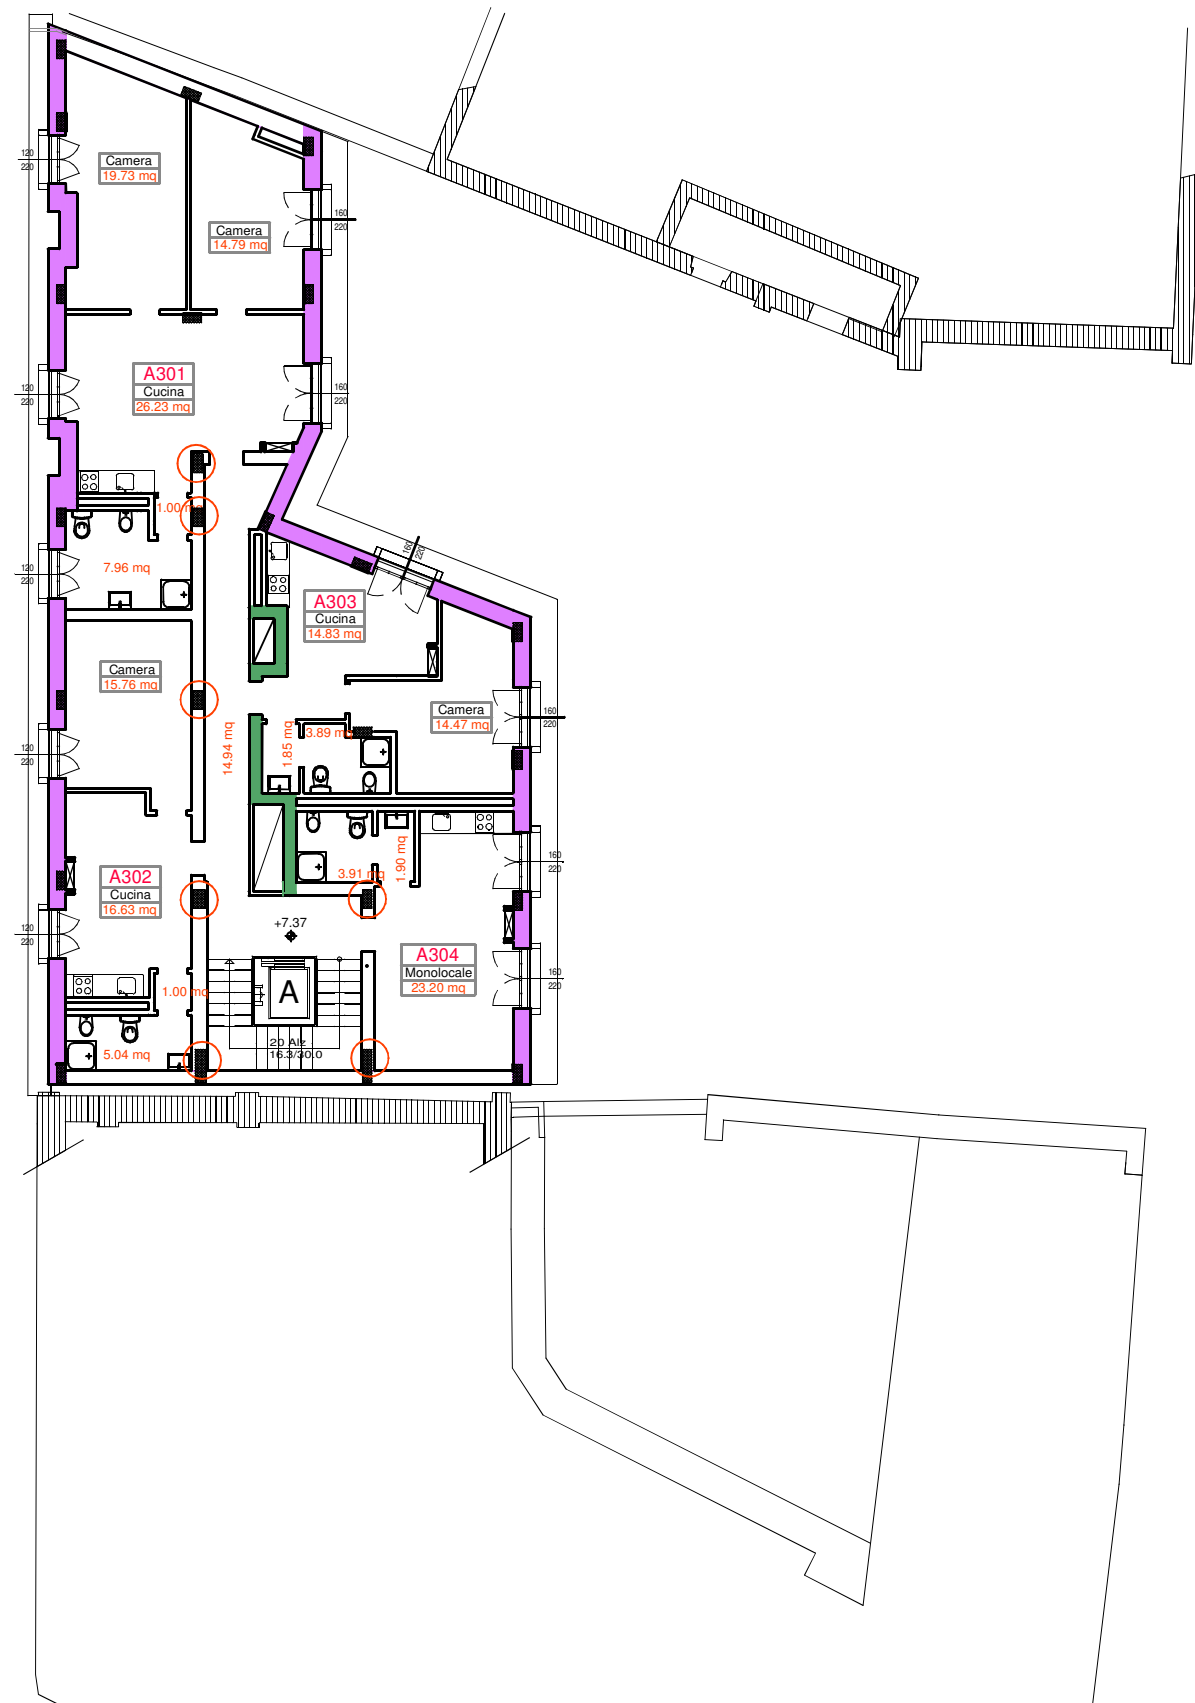 120
220
Camera
19.73 mq
Camera
14.79 mq
160
220
120
220
A301
Cucina
26.23 mq
160
220
1.00 mq
120
220
7.96 mq
160
220
A303
Cucina
14.83 mq
Camera
15.76 mq
Camera
14.47 mq
160
220
14.94 mq
1.85 mq
3.89 mq
120
220
160
220
3.91 mq
1.90 mq
A302
Cucina
16.63 mq
120
220
+7.37
A304
Monolocale
23.20 mq
160
220
A
1.00 mq
20 Alz
16.3/30.0
5.04 mq